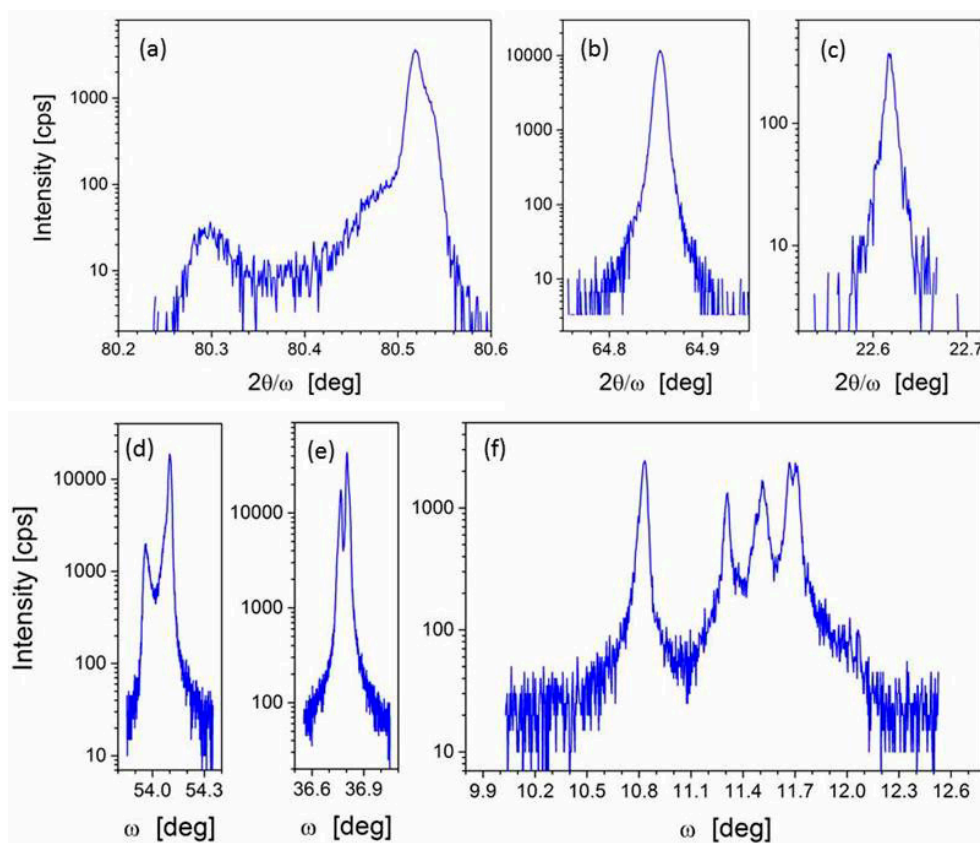 (a)
(b)
(c)
Intensity [cps]
1000
100
10
10000
1000
100
10
100
10
80.2 80.3 80.4 80.5 80.6
64.8 64.9
22.6 22.7
2θ/ω [deg]
2θ/ω [deg]
2θ/ω [deg]
(d)
(e)
(f)
Intensity [cps]
10000
1000
100
10
10000
1000
100
1000
100
10
54.0 54.3
36.6 36.9
9.9 10.2 10.5 10.8 11.1 11.4 11.7 12.0 12.3 12.6
ω [deg]
ω [deg]
ω [deg]